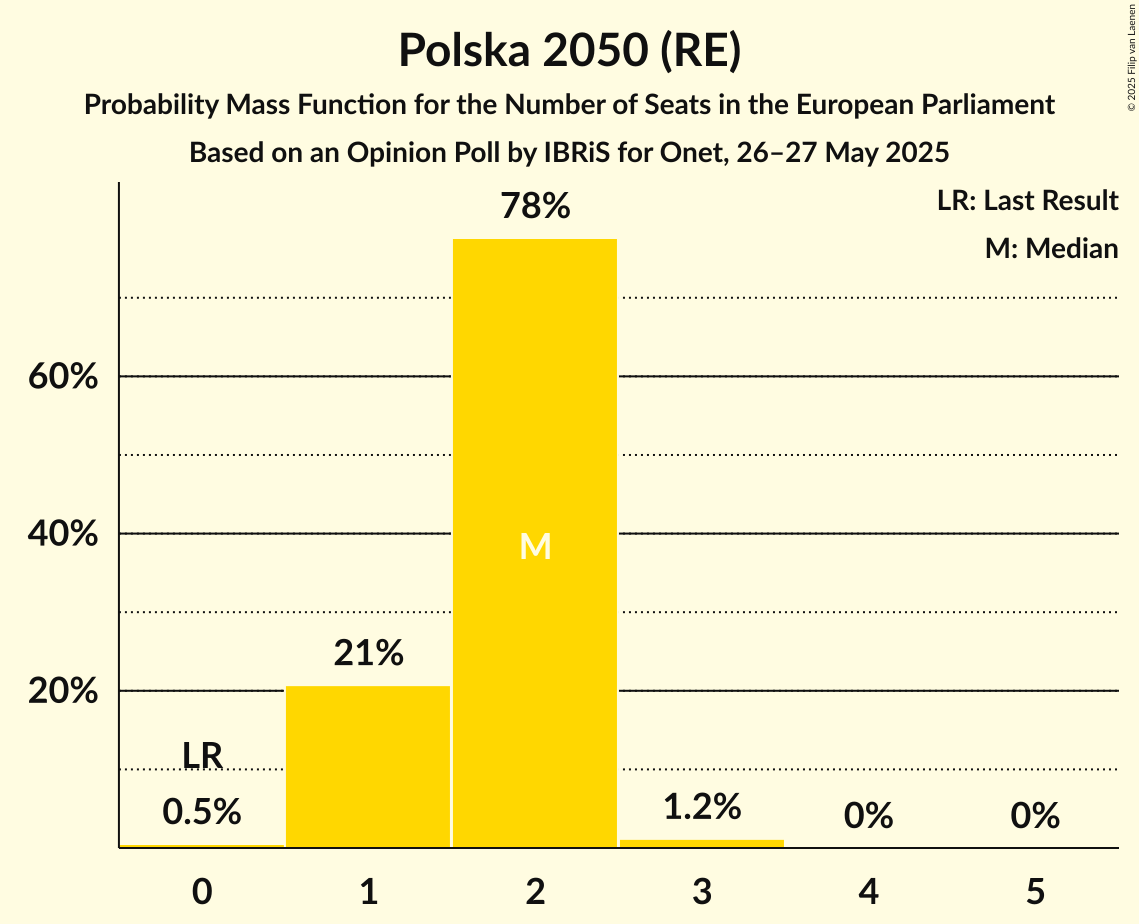 Polska 2050 (RE)
Probability Mass Function for the Number of Seats in the European Parliament
Based on an Opinion Poll by IBRiS for Onet, 26–27 May 2025
© 2025 Filip van Laenen
LR: Last Result
M: Median
78%
60%
40%
M
21%
20%
LR
0.5%
1.2%
0%
0%
0
1
2
3
4
5